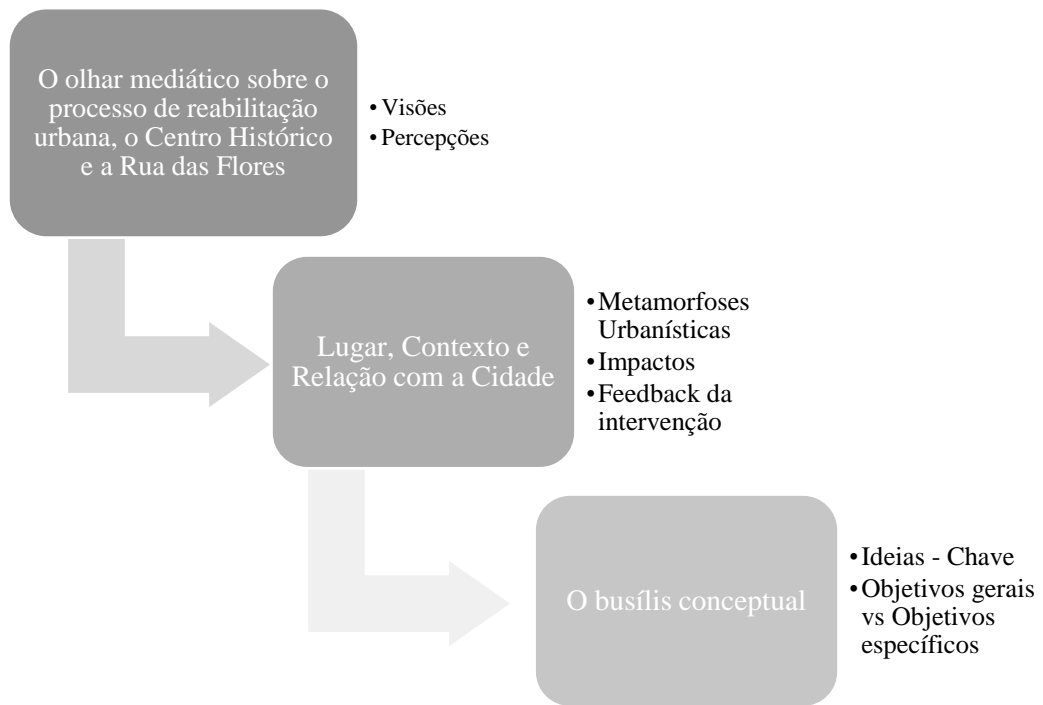 O olhar mediático sobre o
processo de reabilitação
urbana, o Centro Histórico
e a Rua das Flores
• Visões
• Percepções
Lugar, Contexto e
Relação com a Cidade
• Metamorfoses
Urbanísticas
• Impactos
• Feedback da
intervenção
O busílis conceptual
• Ideias - Chave
• Objetivos gerais
vs Objetivos
específicos